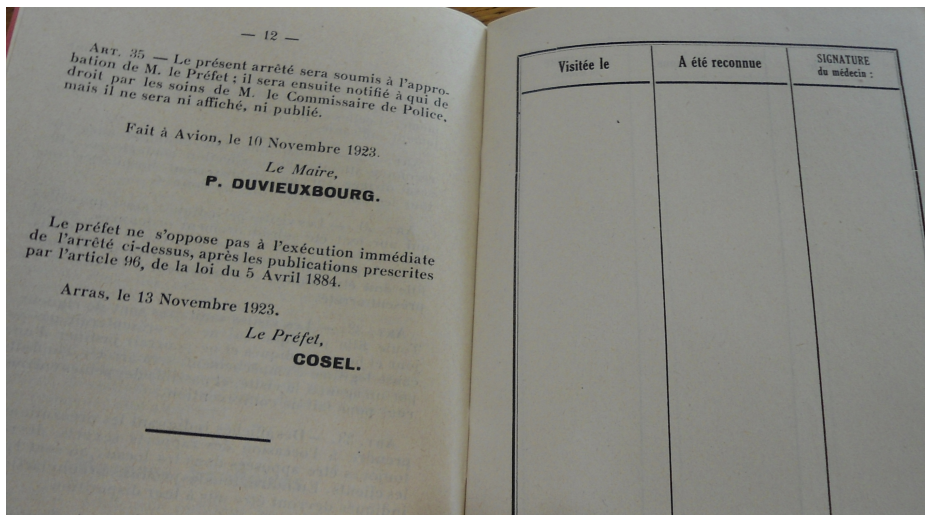 — 12 —
ART. 35 — Le présent arrêté sera soumis à l'appro-
bation de M. le Préfet ; il sera ensuite notifié à qui de
droit par les soins de M. le Commissaire de Police,
mais il ne sera ni affiché, ni publié.
Fait à Avion, le 10 Novembre 1923.
Le Maire,
P. DUVIEUXBOURG.
Le préfet ne s'oppose pas à l'exécution immédiate
de l'arrêté ci-dessus, après les publications prescrites
par l'article 96, de la loi du 5 Avril 1884.
Arras, le 13 Novembre 1923.
Le Préfet,
COSEL.
Visitée le
A été reconnue
SIGNATURE
du médecin :